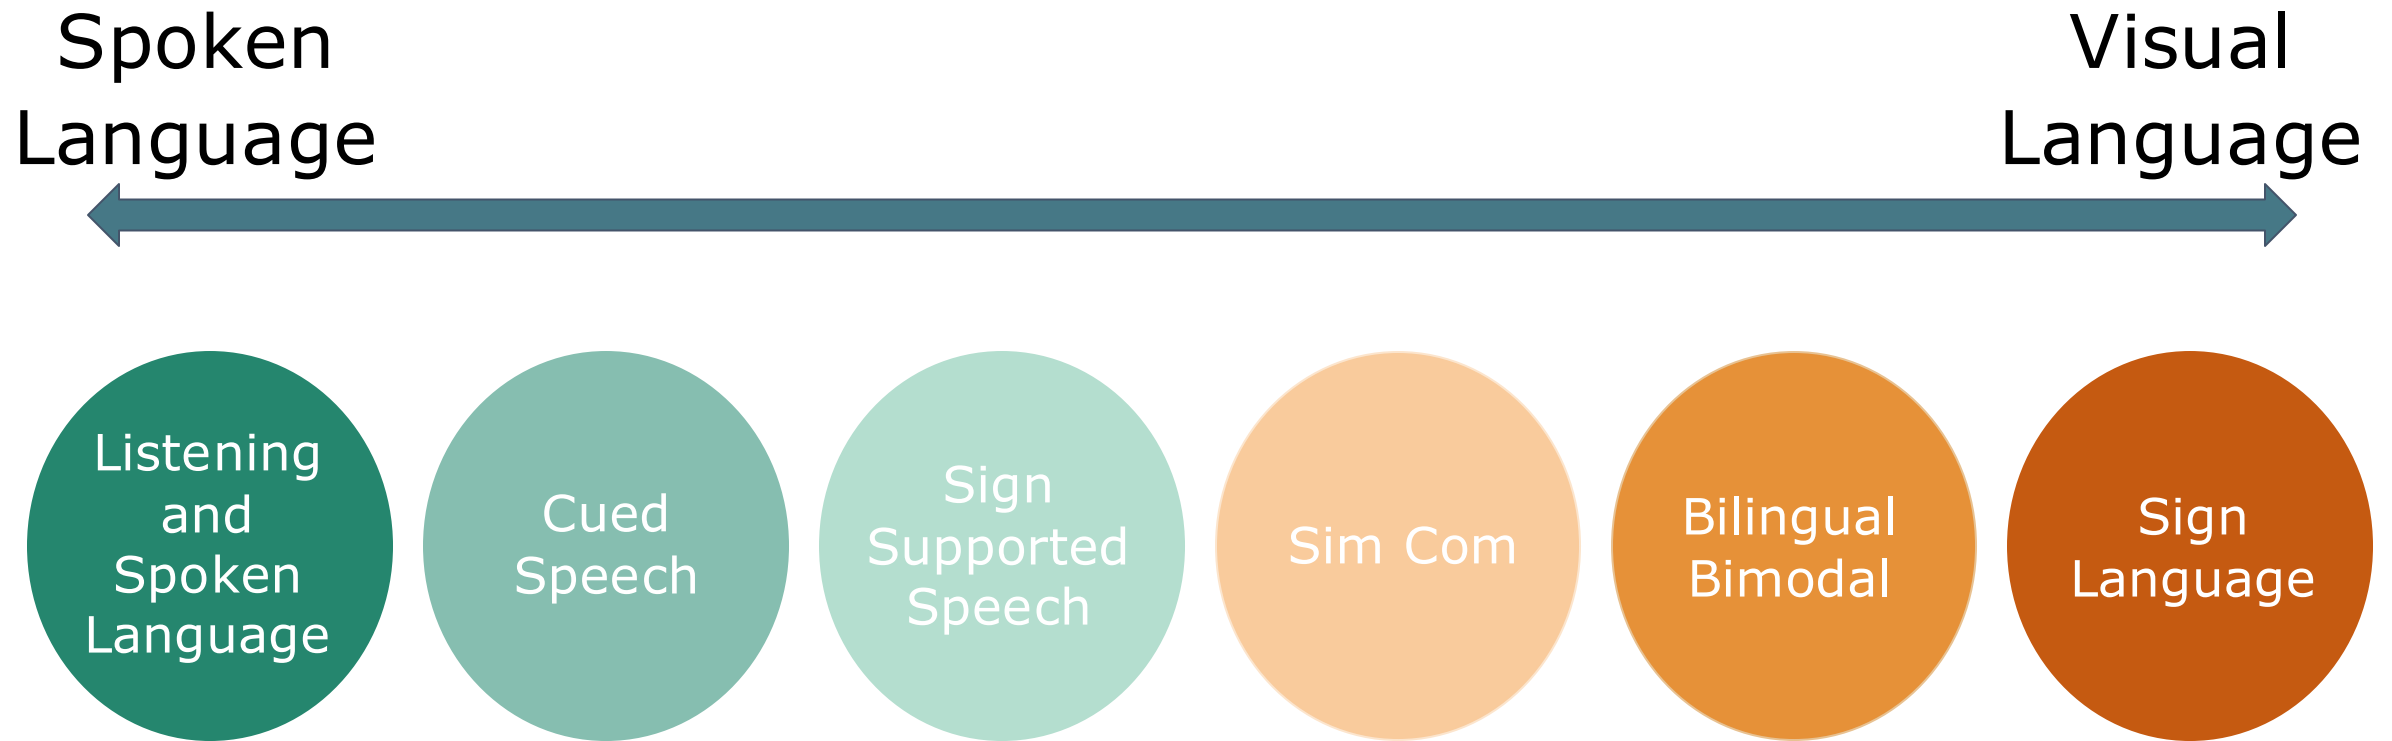 Spoken
Language
Visual
Language
Listening
and
Spoken
Language
Cued
Speech
Sign
Supported
Speech
Sim Com
Bilingual
Bimodal
Sign
Language